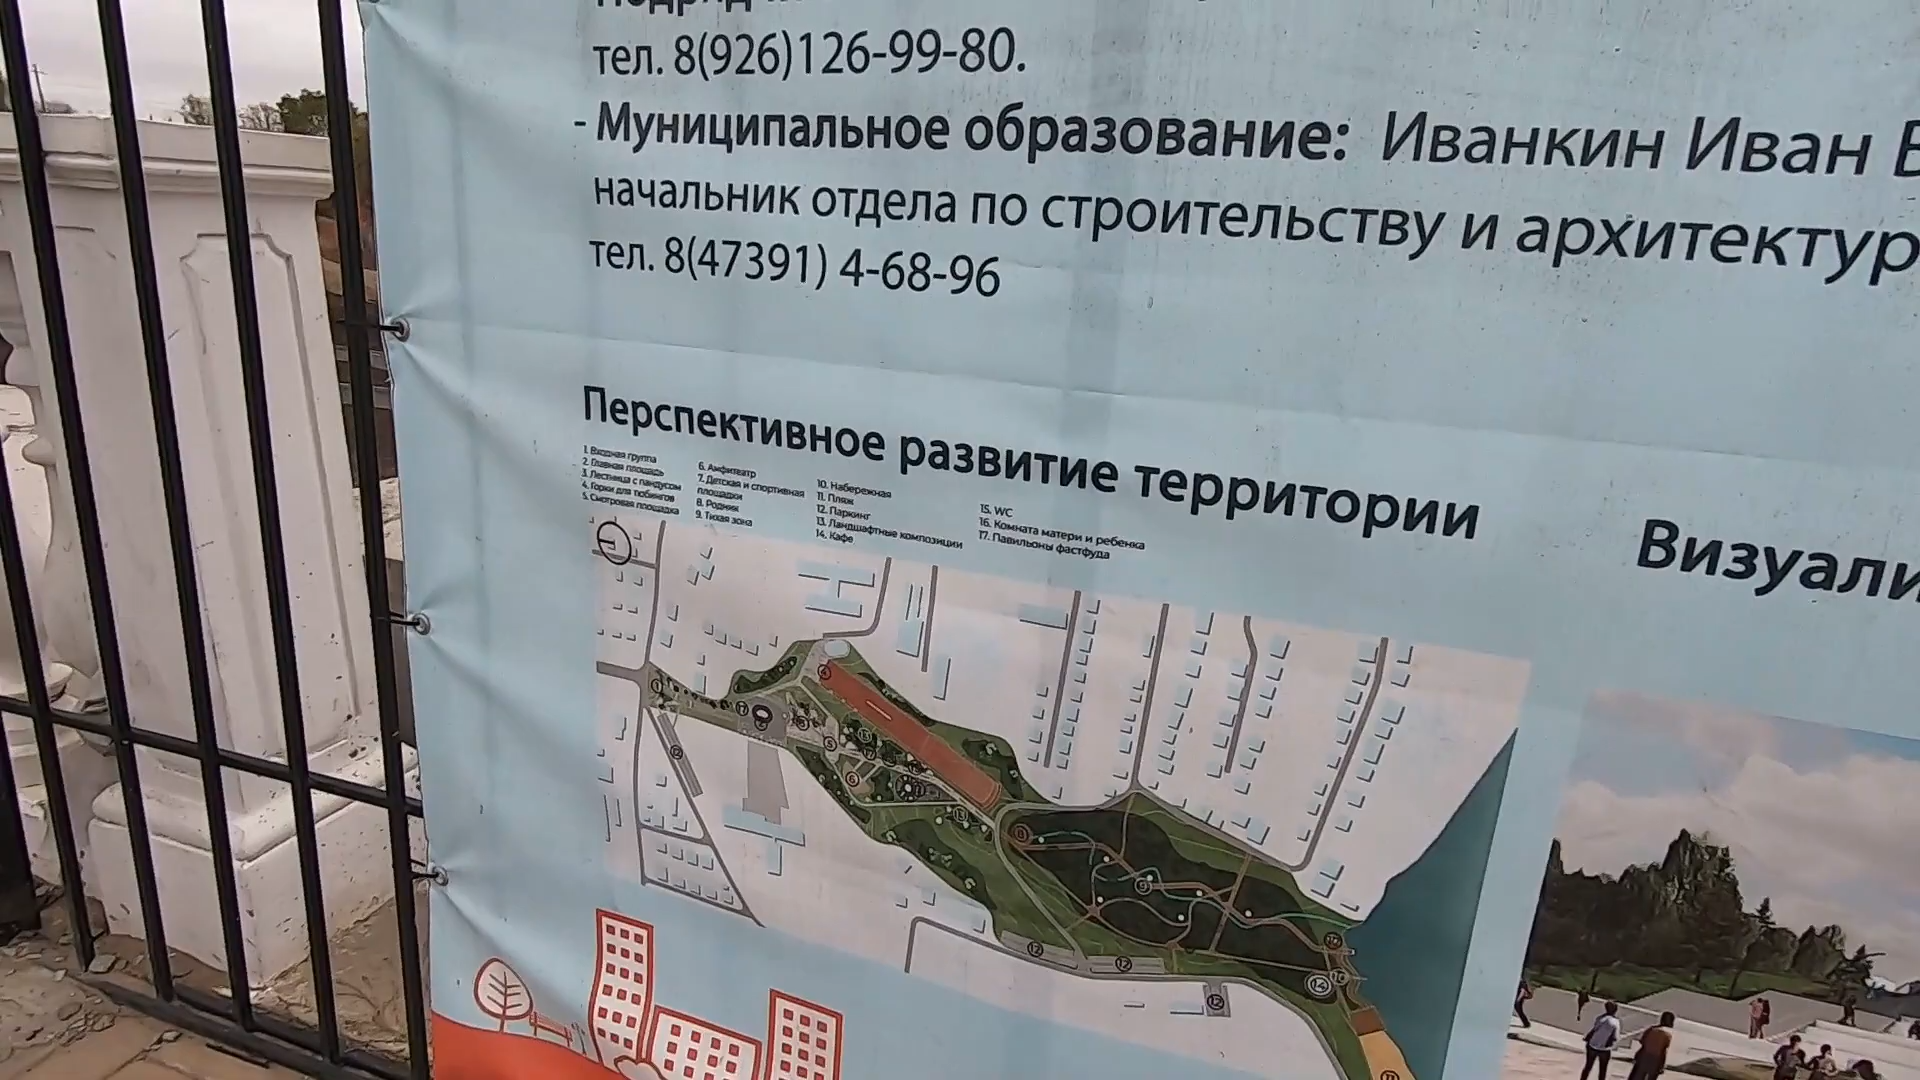 тел. 8(926)126-99-80.
- Муниципальное образование: Иванкин Иван В
начальник отдела по строительству и архитектур
тел. 8(47391) 4-68-96
Перспективное развитие территории
1. Входная группа
2. Главная площадь
3. Лестница с пандусом
4. Горки для тюбингов
5. Смотровая площадка
6. Амфитеатр
7. Детская и спортивная
площадки
8. Родник
9. Тихая зона
10. Набережная
11. Пляж
12. Паркинг
13. Ландшафтные композиции
14. Кафе
15. WC
16. Комната матери и ребенка
17. Павильоны фастфуда
Визуали